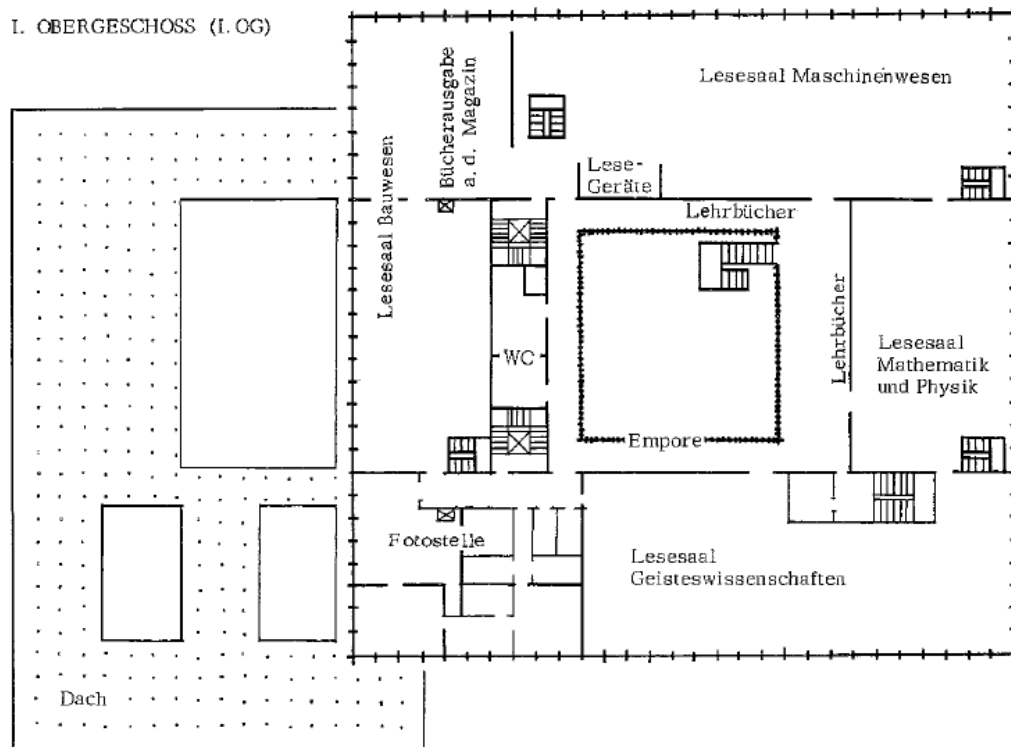 I. OBERGESCHOSS (I. OG)
Lesesaal Maschinenwesen
Bücherausgabe
a. d. Magazin
Lesesaal Bauwesen
Lese-
Geräte
Lehrbücher
Lehrbücher
Lesesaal
Mathematik
und Physik
WC
Empore
Fotostelle
Lesesaal
Geisteswissenschaften
Dach